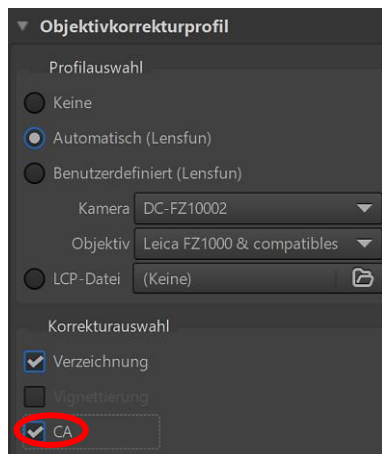 Objektivkorrekturprofil
Profilauswahl
Keine
Automatisch (Lensfun)
Benutzerdefiniert (Lensfun)
Kamera DC-FZ10002
Objektiv Leica FZ1000 & compatibles
LCP-Datei (Keine)
Korrekturauswahl
Verzeichnung
Vignettierung
CA